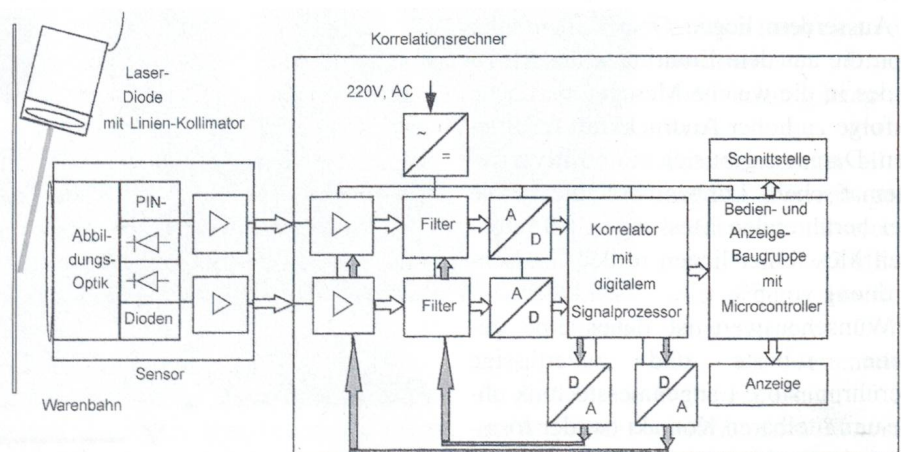 Korrelationsrechner
Laser-
Diode
mit Linien-Kollimator
220V, AC
~
=
Abbil-
dungs-
Optik
PIN-
Dioden
Sensor
Warenbahn
Filter
Filter
A
D
A
D
Korrelator
mit
digitalem
Signalprozessor
D
A
D
A
Schnittstelle
Bedien- und
Anzeige-
Baugruppe
mit
Microcontroller
Anzeige